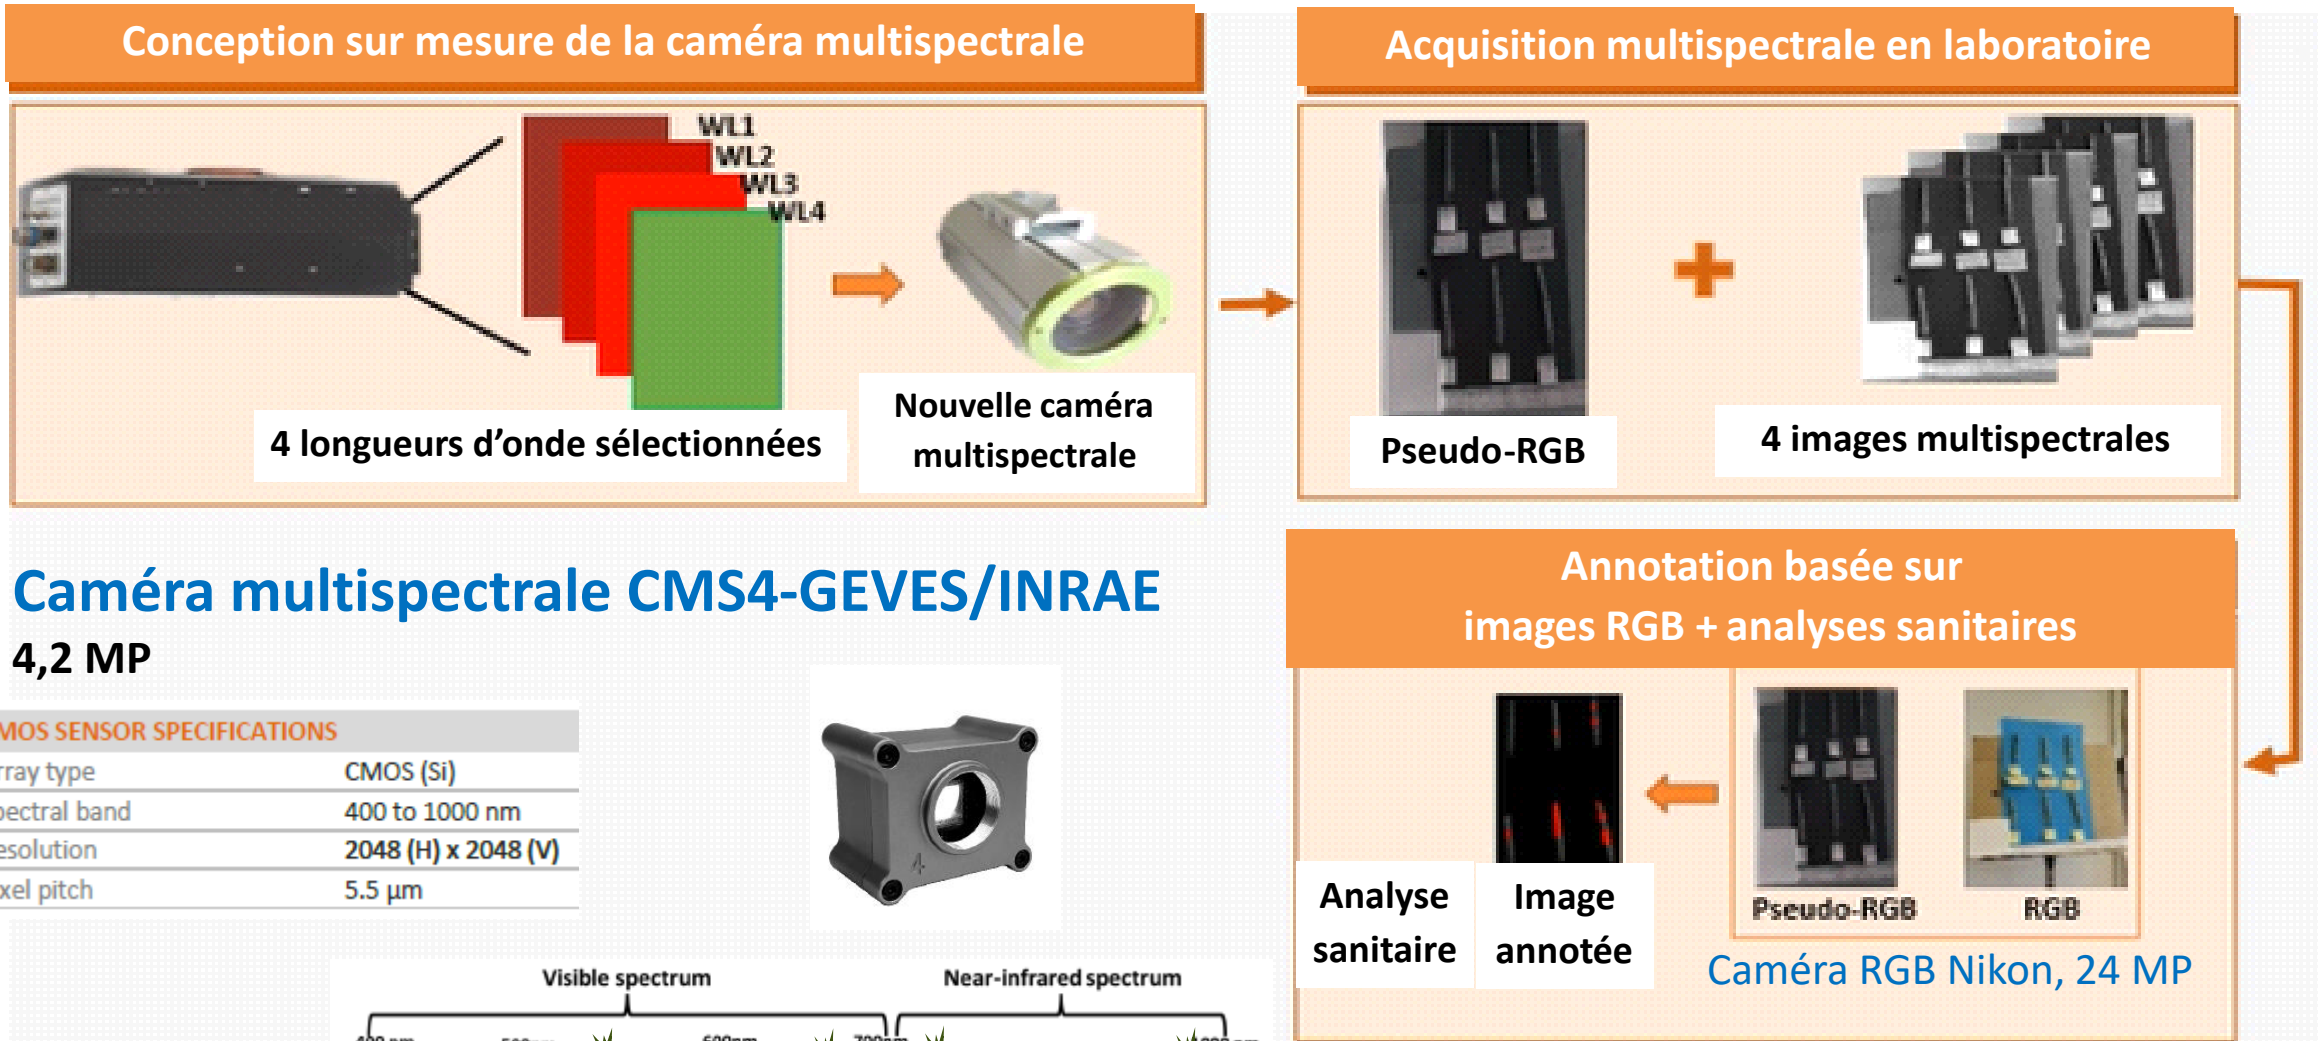 Conception sur mesure de la caméra multispectrale
WL1
WL2
WL3
WL4
4 longueurs d’onde sélectionnées
Nouvelle caméra
multispectrale
Acquisition multispectrale en laboratoire
Pseudo-RGB
4 images multispectrales
Caméra multispectrale CMS4-GEVES/INRAE
4,2 MP
MOS SENSOR SPECIFICATIONS
rray type CMOS (Si)
pectral band 400 to 1000 nm
esolution 2048 (H) x 2048 (V)
xel pitch 5.5 µm
4
Visible spectrum
Near-infrared spectrum
600nm
700nm
Annotation basée sur
images RGB + analyses sanitaires
Analyse
sanitaire
Image
annotée
Pseudo-RGB
RGB
Caméra RGB Nikon, 24 MP